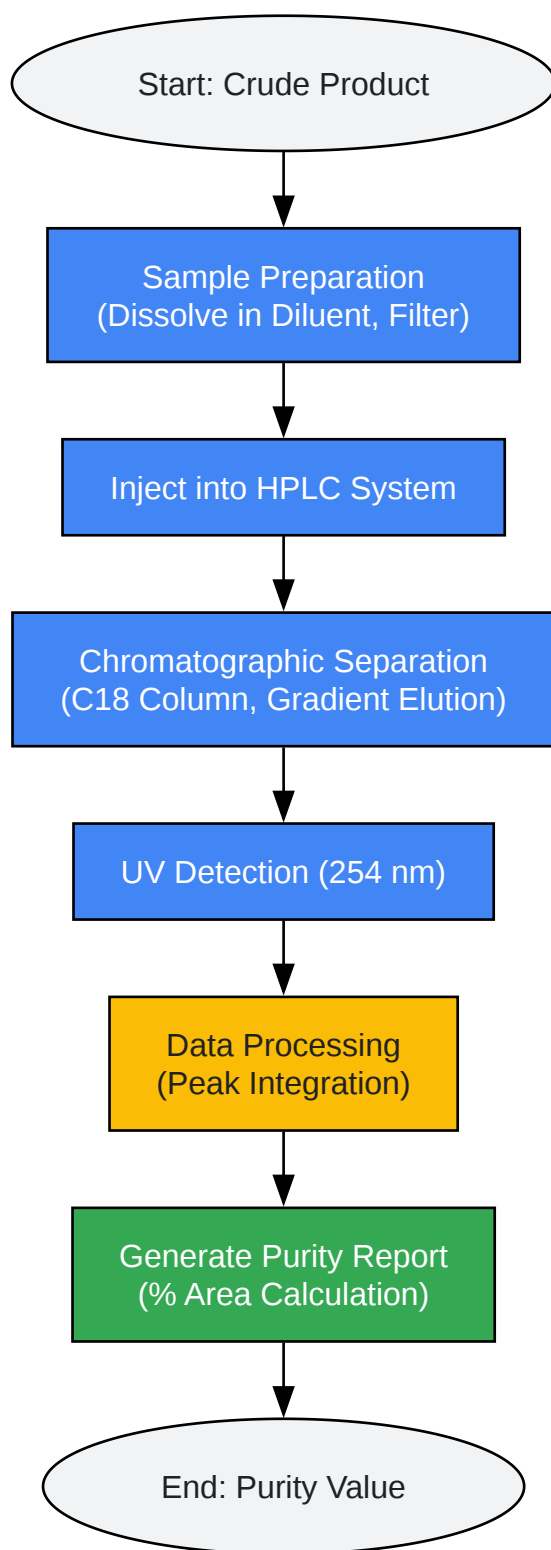 Start: Crude Product
Sample Preparation
(Dissolve in Diluent, Filter)
Inject into HPLC System
Chromatographic Separation
(C18 Column, Gradient Elution)
UV Detection (254 nm)
Data Processing
(Peak Integration)
Generate Purity Report
(% Area Calculation)
End: Purity Value